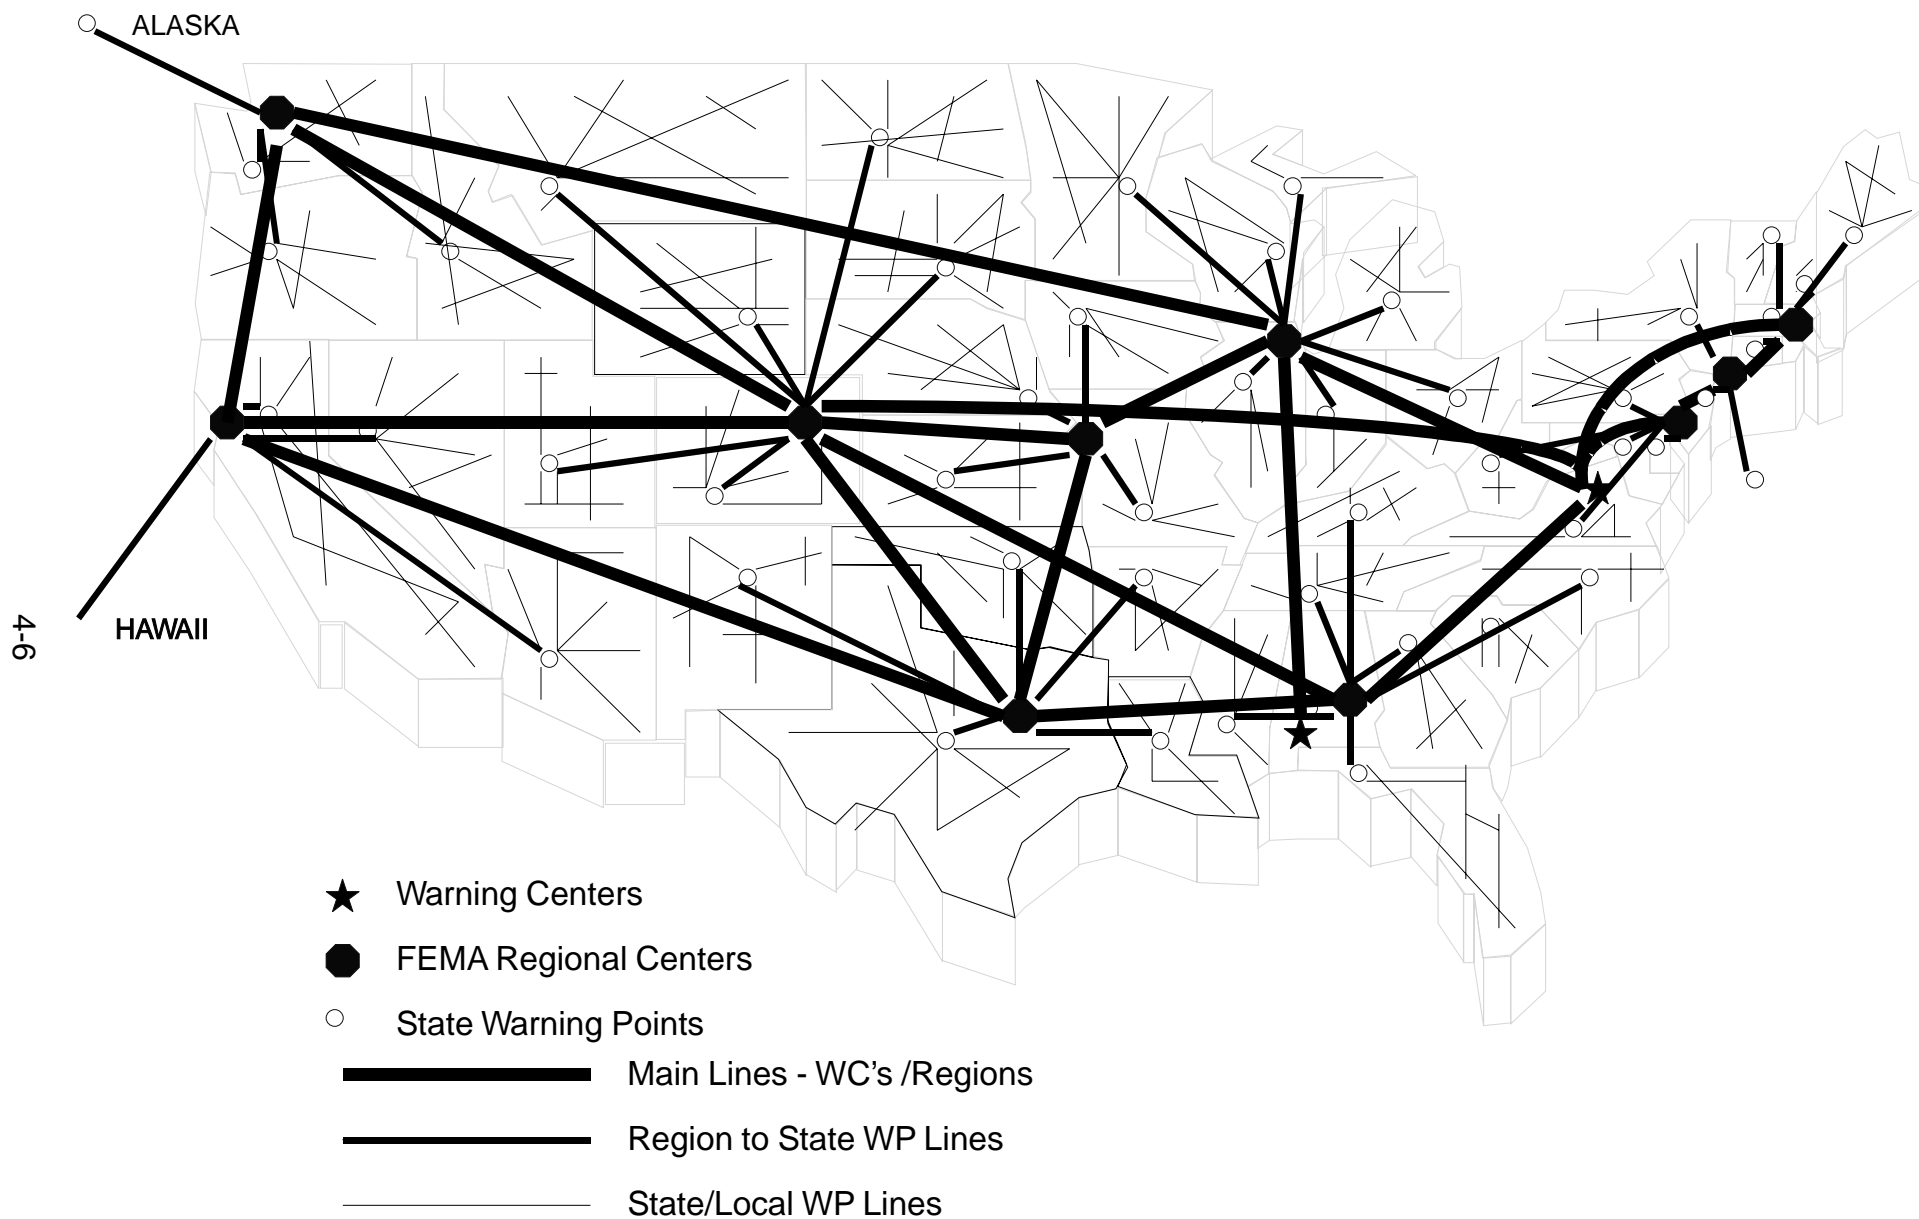 ALASKA
HAWAII
4-6
Warning Centers
FEMA Regional Centers
State Warning Points
Main Lines - WC’s /Regions
Region to State WP Lines
State/Local WP Lines